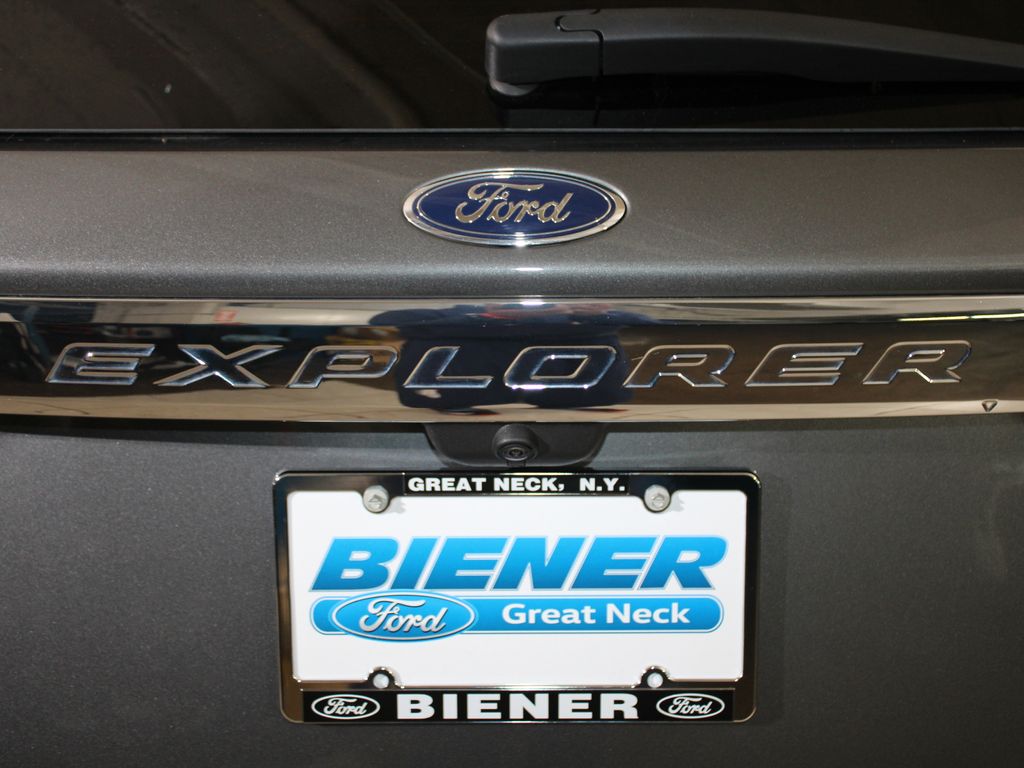 Ford
EXPLORER
GREAT NECK, N.Y.
BIENER
Ford Great Neck
Ford BIENER Ford